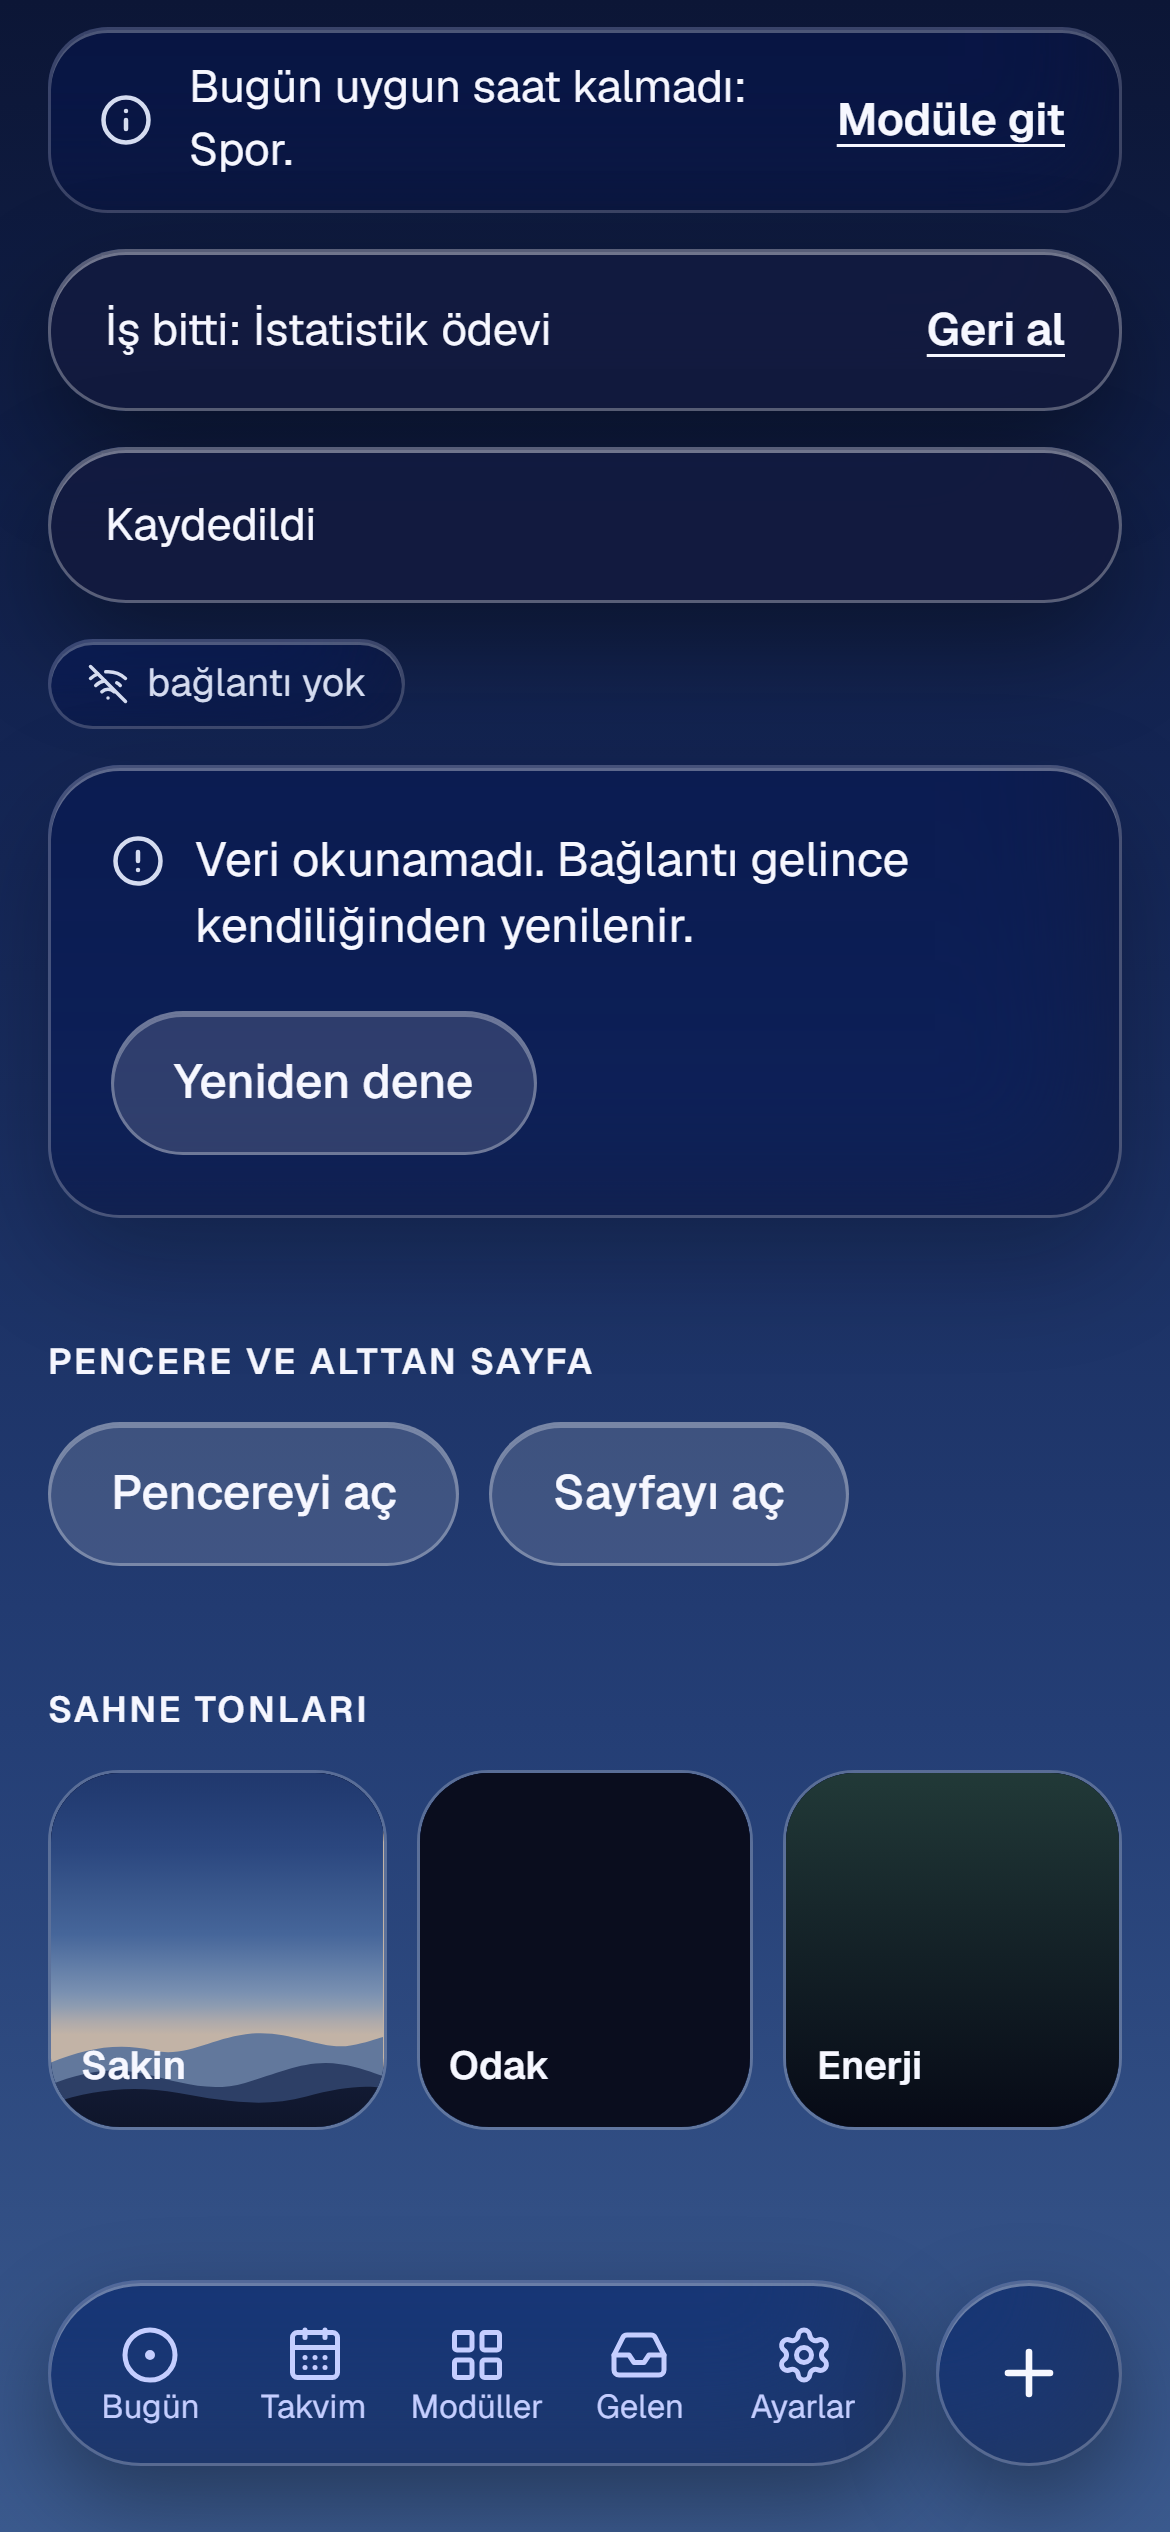 Bugün uygun saat kalmadı:
Spor.
Modüle git
İş bitti: İstatistik ödevi
Geri al
Kaydedildi
bağlantı yok
Veri okunamadı. Bağlantı gelince
kendiliğinden yenilenir.
Yeniden dene
PENCERE VE ALTTAN SAYFA
Pencereyi aç
Sayfayı aç
SAHNE TONLARI
Sakin
Odak
Enerji
Bugün
Takvim
Modüller
Gelen
Ayarlar